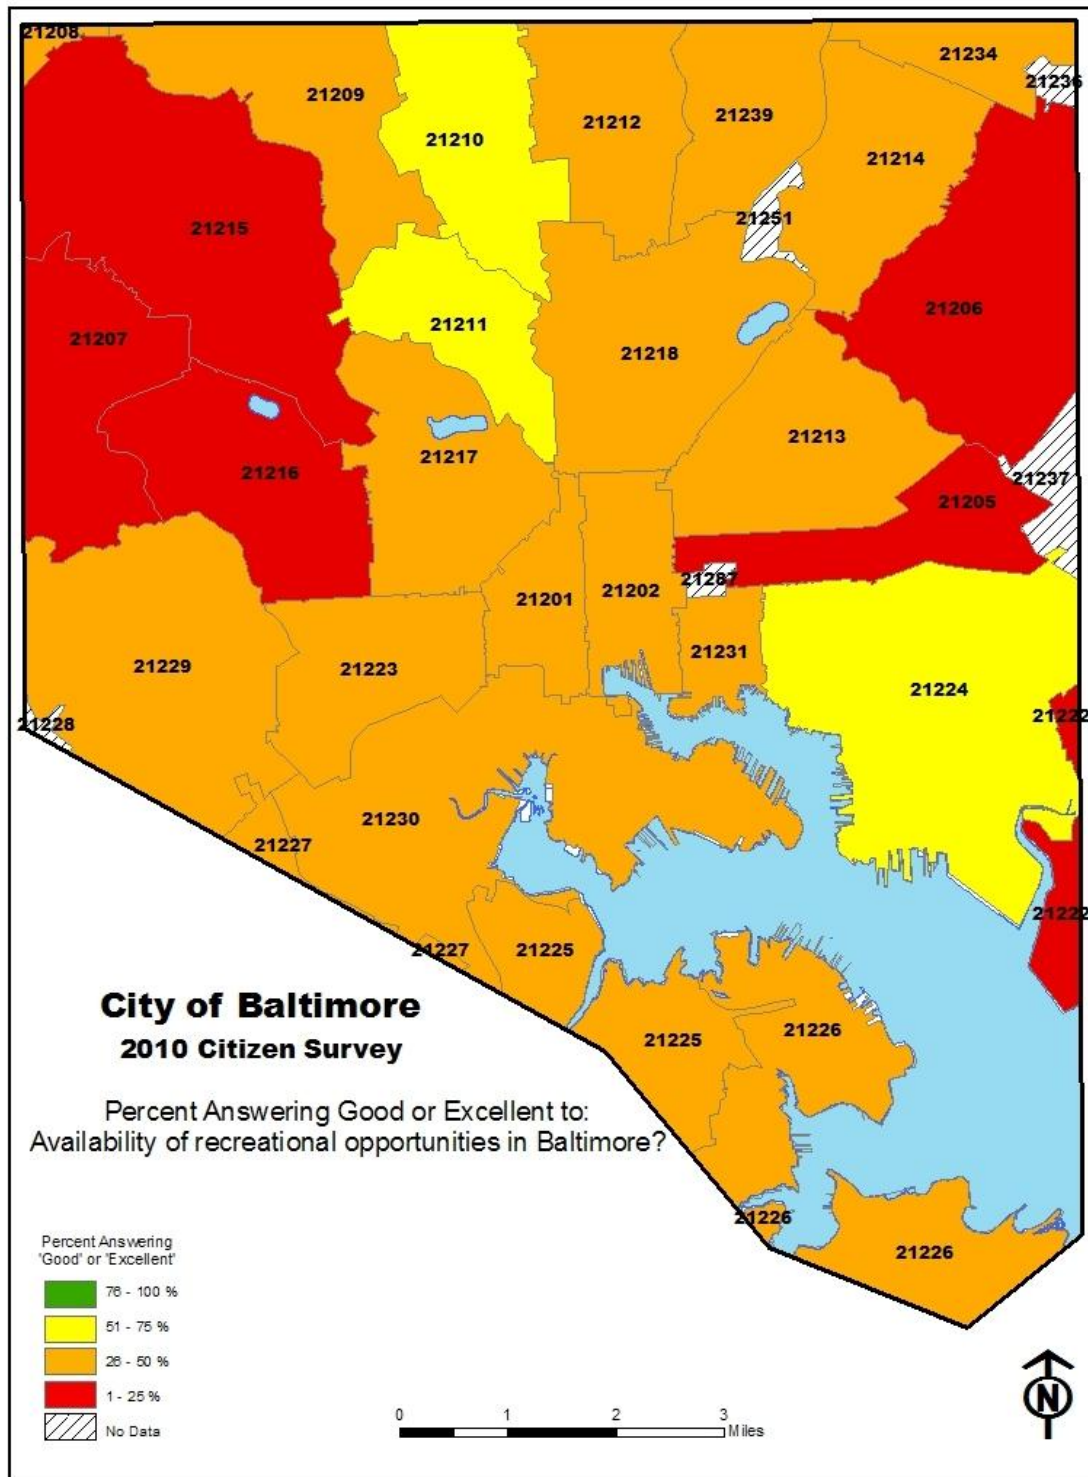 21208
21234
21236
21209
21210
21212
21239
21214
21251
21215
21206
21207
21211
21218
21213
21217
21216
21237
21205
21287
21201
21202
21231
21229
21223
21224
21228
21222
21230
21227
21222
21227
21225
21225
21226
21226
21226
City of Baltimore
2010 Citizen Survey
Percent Answering Good or Excellent to:
Availability of recreational opportunities in Baltimore?
Percent Answering
'Good' or 'Excellent'
76 - 100 %
51 - 75 %
26 - 50 %
1 - 25 %
No Data
0 1 2 3
Miles
N